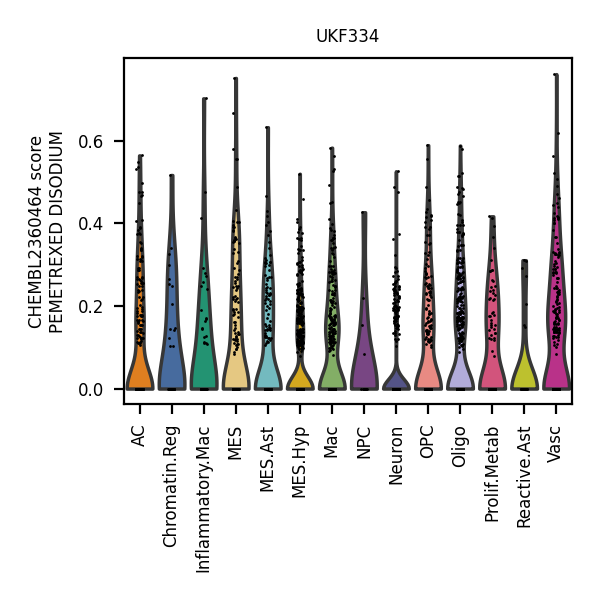 UKF334
CHEMBL2360464 score
PEMETREXED DISODIUM
0.6
0.4
0.2
0.0
AC
Chromatin.Reg
Inflammatory.Mac
MES
MES.Ast
MES.Hyp
Mac
NPC
Neuron
OPC
Oligo
Prolif.Metab
Reactive.Ast
Vasc